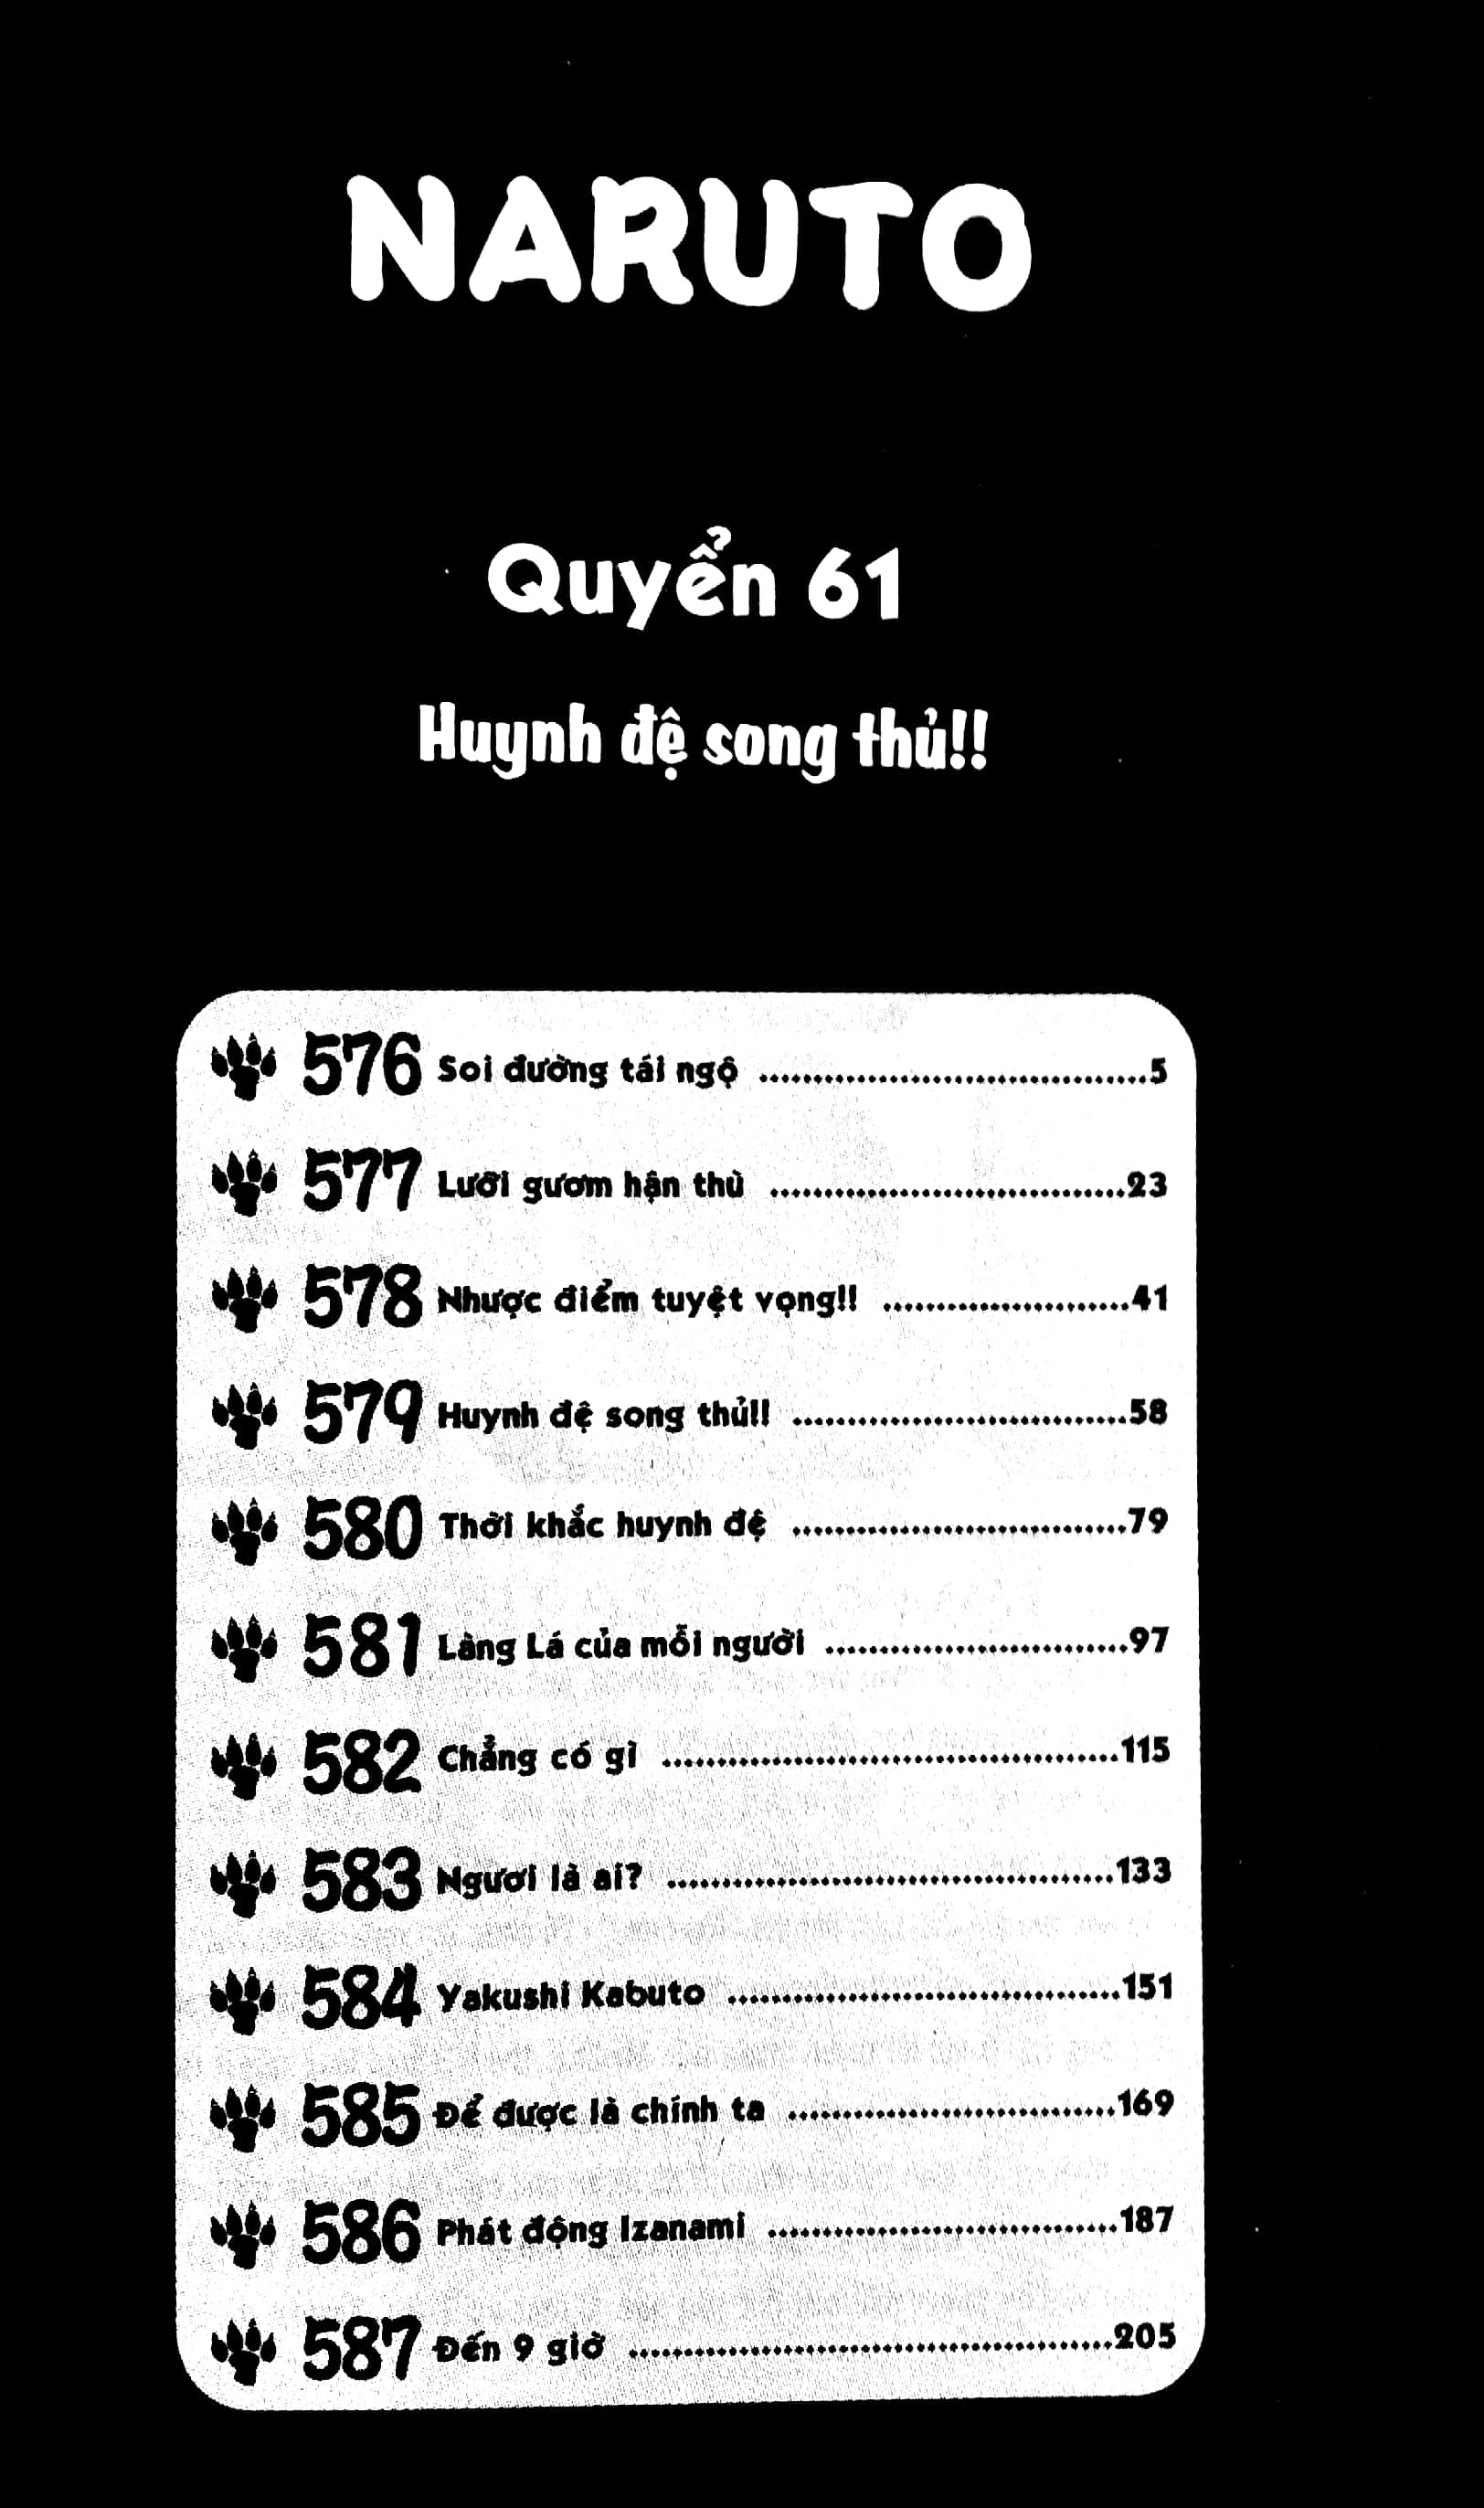 NARUTO
Quyển 61
Huynh đệ song thủ!!
576 Soi đường tái ngộ ....................................5
577 Lưỡi gươm hận thù .................................23
578 Nhược điểm tuyệt vọng!! .......................41
579 Huynh đệ song thủ!! ...............................58
580 Thời khắc huynh đệ ...............................79
581 Làng Lá của mỗi người ............................97
582 Chẳng có gì ..........................................115
583 Ngươi là ai? .........................................133
584 Yakushi Kabuto ....................................151
585 Để được là chính ta ..............................169
586 Phát động Izanami ................................187
587 Đến 9 giờ ............................................205